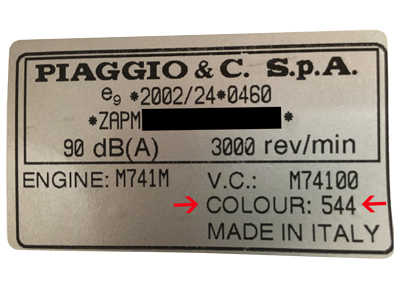 PIAGGIO & C. S.p.A.
e9 *2002/24*0460
*ZAPM *
90 dB(A) 3000 rev/min
ENGINE: M741M V.C.: M74100
COLOUR: 544
MADE IN ITALY